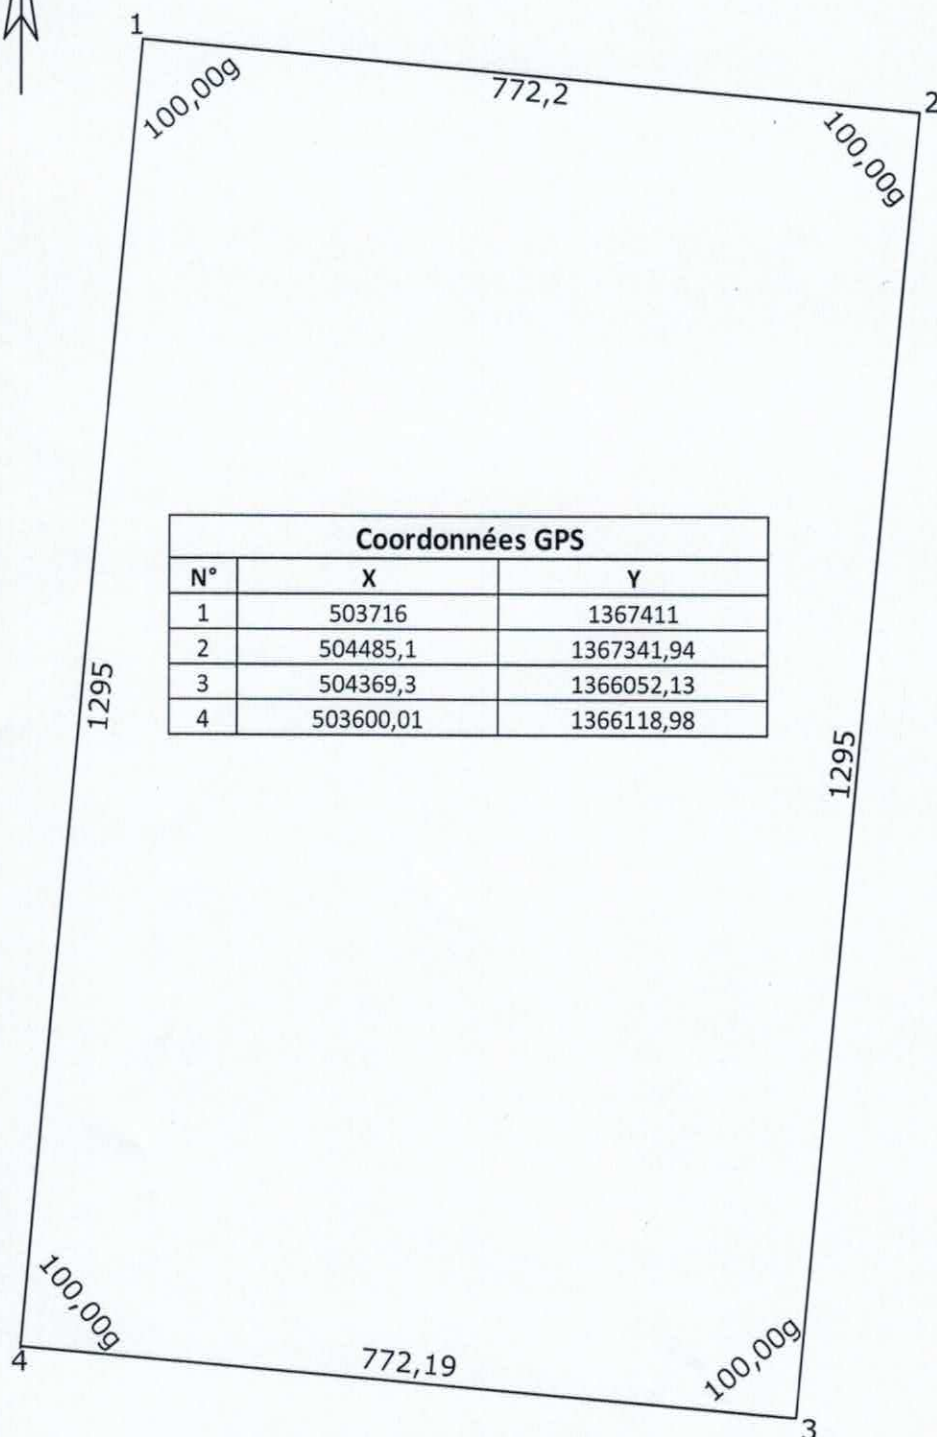 1
772,2
2
100,00g
100,00g
Coordonnées GPS
N° X Y
1 503716 1367411
2 504485,1 1367341,94
3 504369,3 1366052,13
4 503600,01 1366118,98
1295
1295
100,00g
100,00g
4
772,19
3